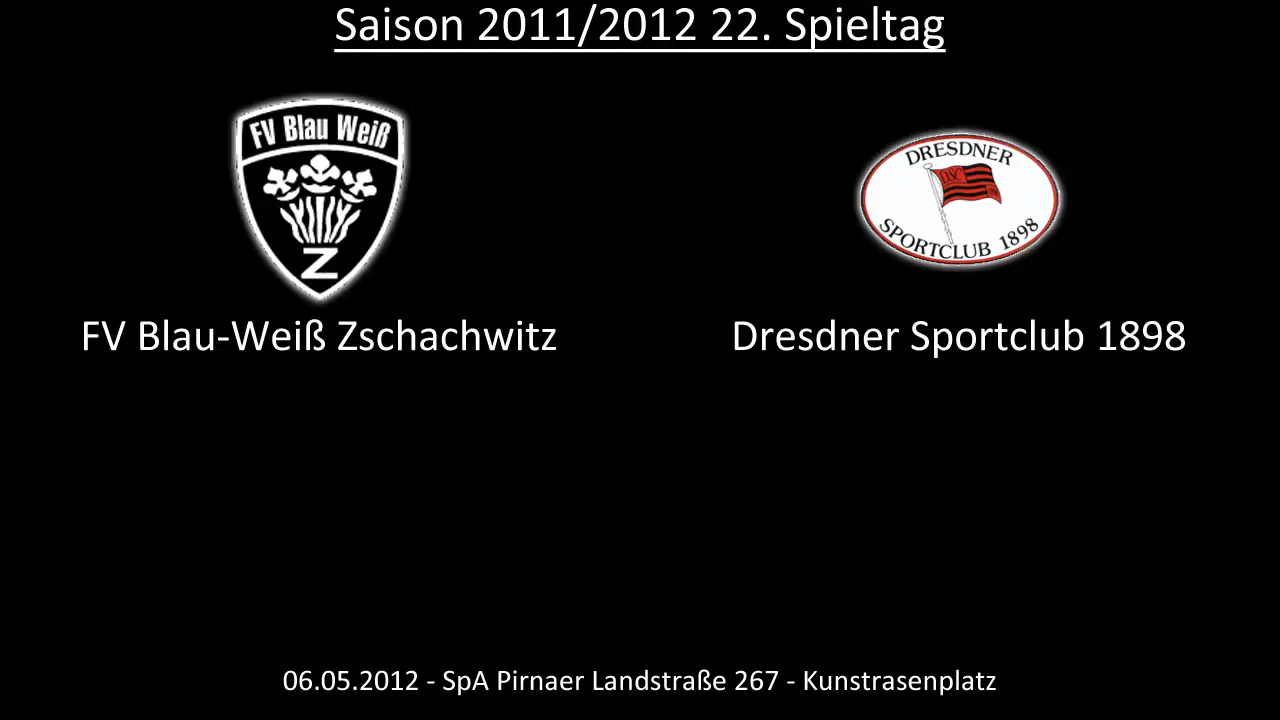 Saison 2011/2012 22. Spieltag
FV Blau Weiß
Z
DRESDNER
DSC
SPORTCLUB 1898
FV Blau-Weiß Zschachwitz
Dresdner Sportclub 1898
06.05.2012 - SpA Pirnaer Landstraße 267 - Kunstrasenplatz